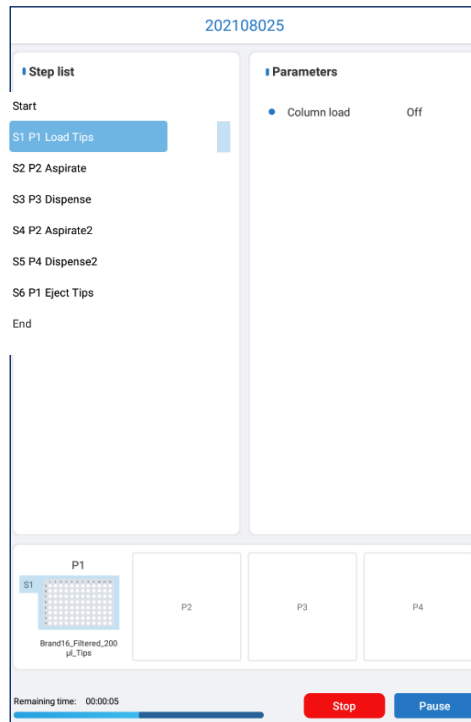 202108025
Step list
Start
S1 P1 Load Tips
S2 P2 Aspirate
S3 P3 Dispense
S4 P2 Aspirate2
S5 P4 Dispense2
S6 P1 Eject Tips
End
Parameters
Column load Off
P1
S1
Brand16_Filtered_200
µl_Tips
P2
P3
P4
Remaining time: 00:00:05
Stop
Pause